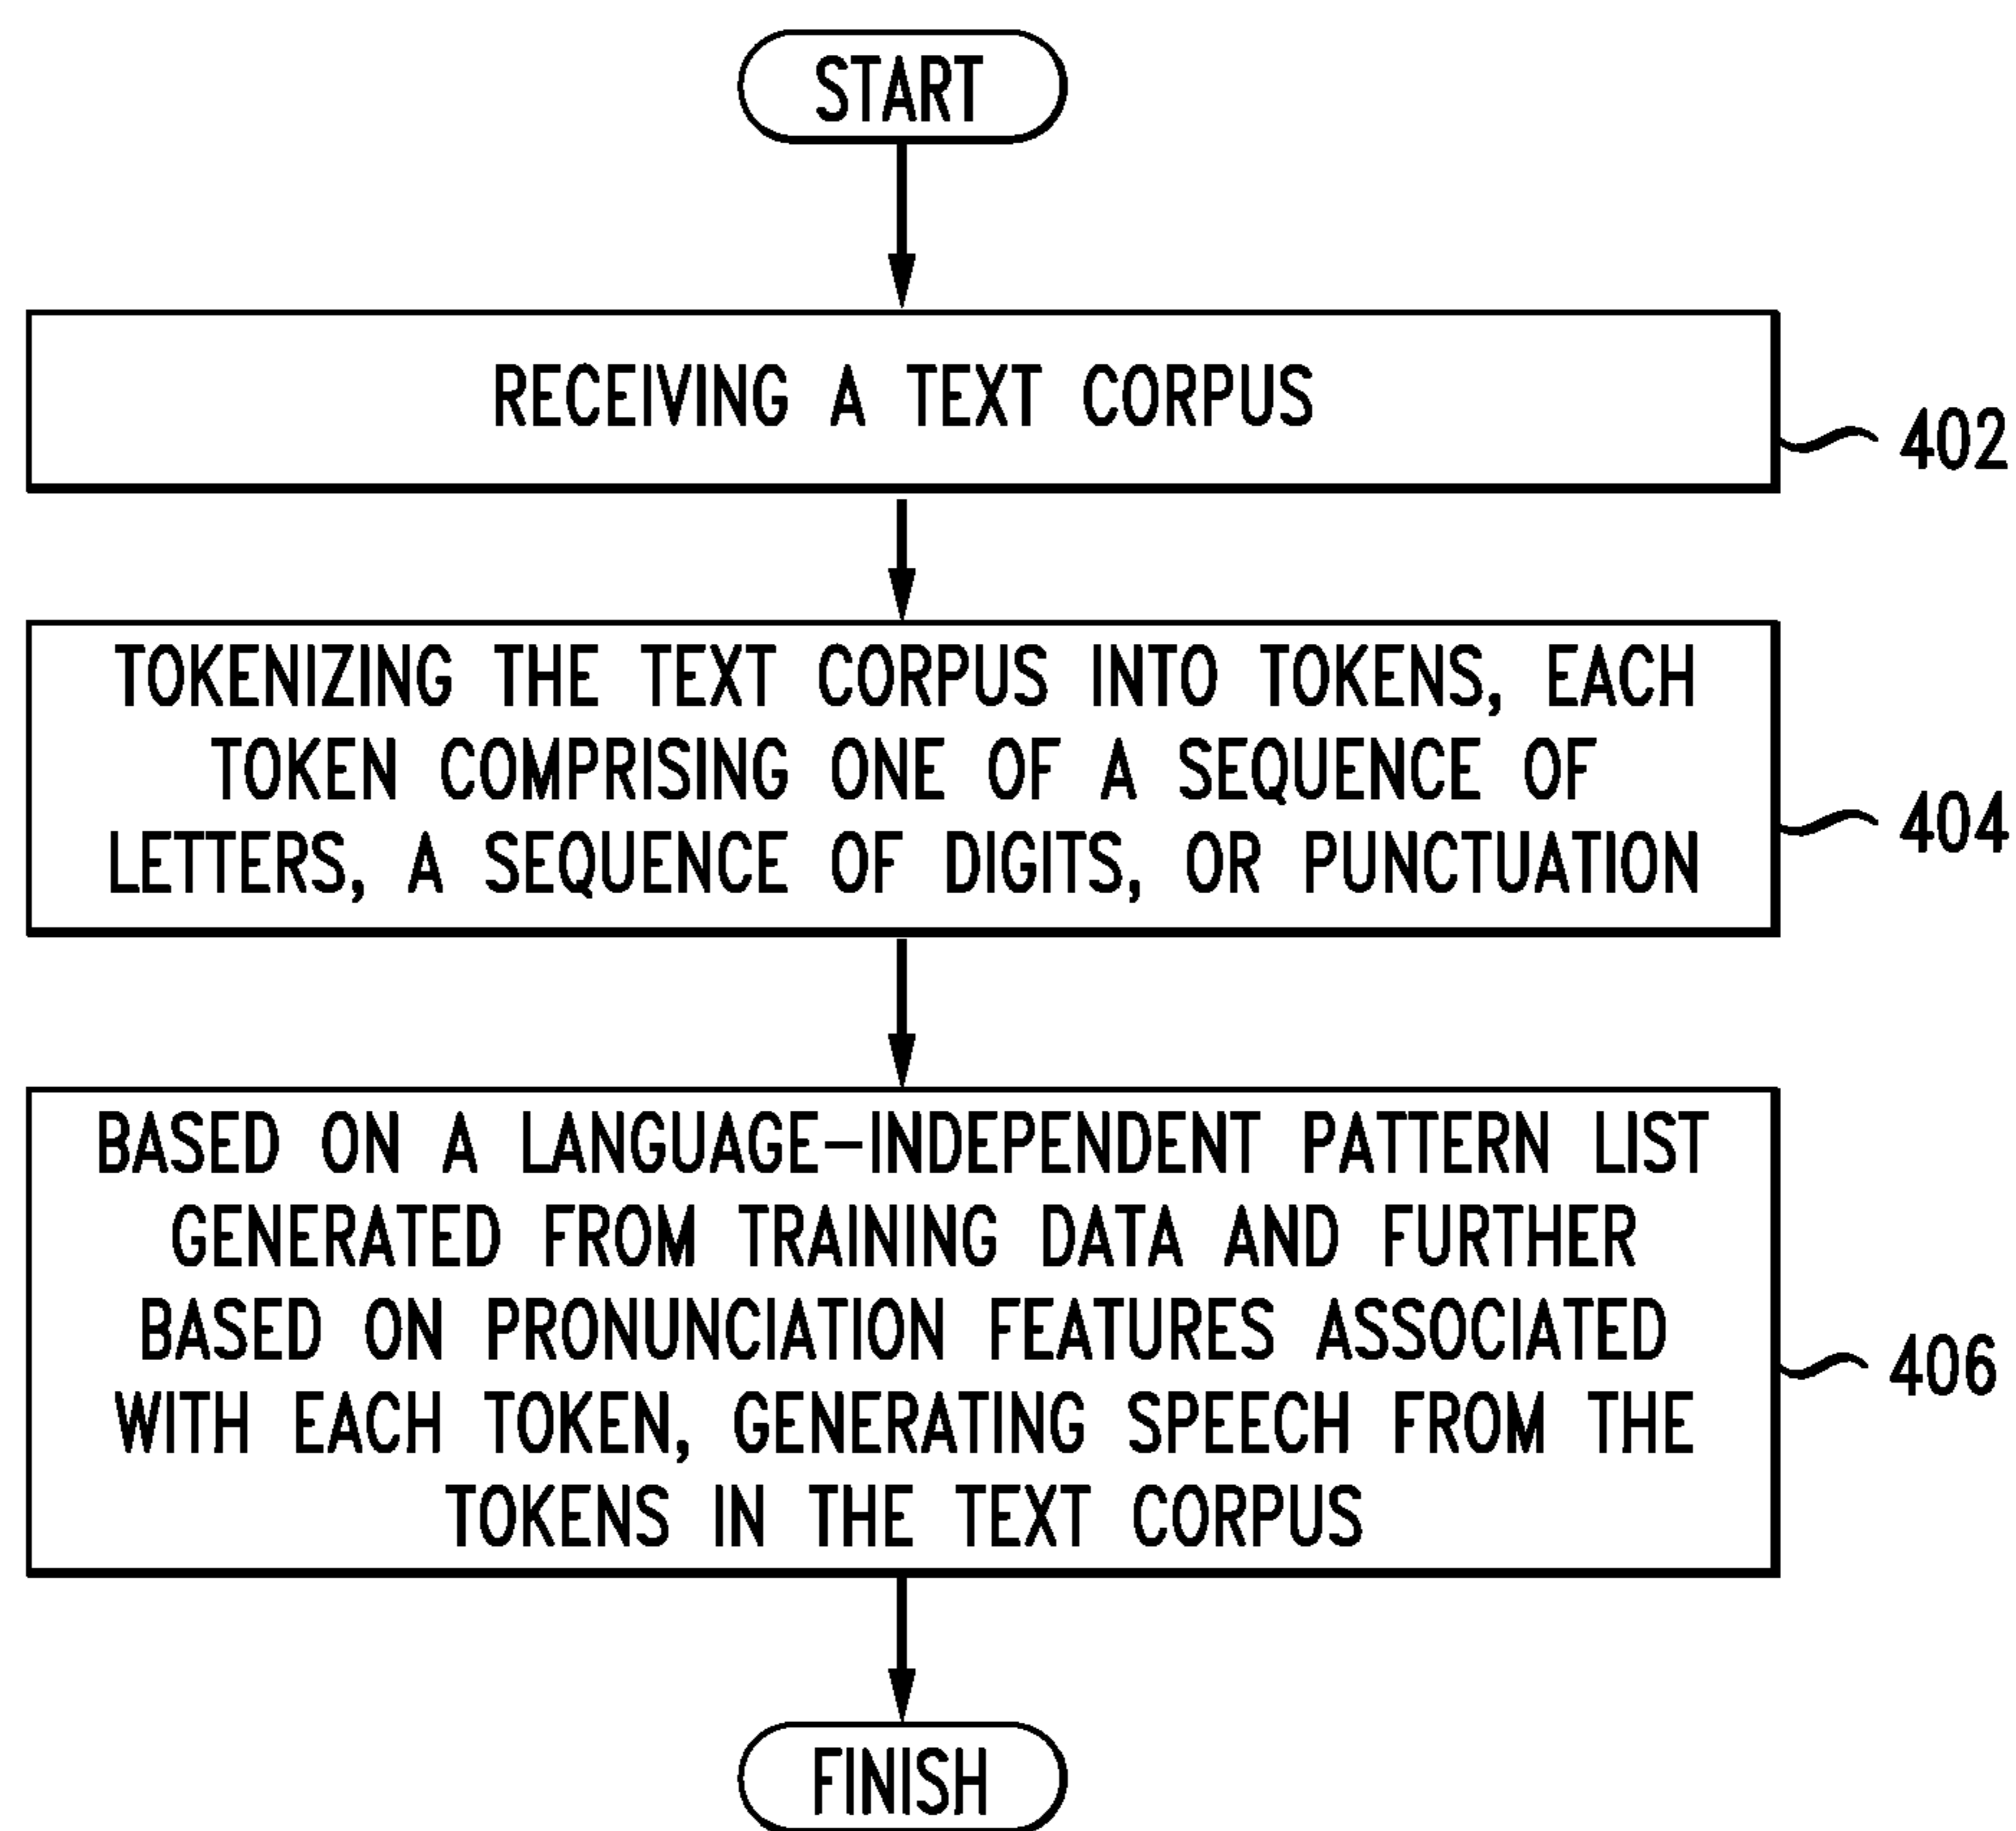 START
RECEIVING A TEXT CORPUS
402
TOKENIZING THE TEXT CORPUS INTO TOKENS, EACH
TOKEN COMPRISING ONE OF A SEQUENCE OF
LETTERS, A SEQUENCE OF DIGITS, OR PUNCTUATION
404
BASED ON A LANGUAGE-INDEPENDENT PATTERN LIST
GENERATED FROM TRAINING DATA AND FURTHER
BASED ON PRONUNCIATION FEATURES ASSOCIATED
WITH EACH TOKEN, GENERATING SPEECH FROM THE
TOKENS IN THE TEXT CORPUS
406
FINISH